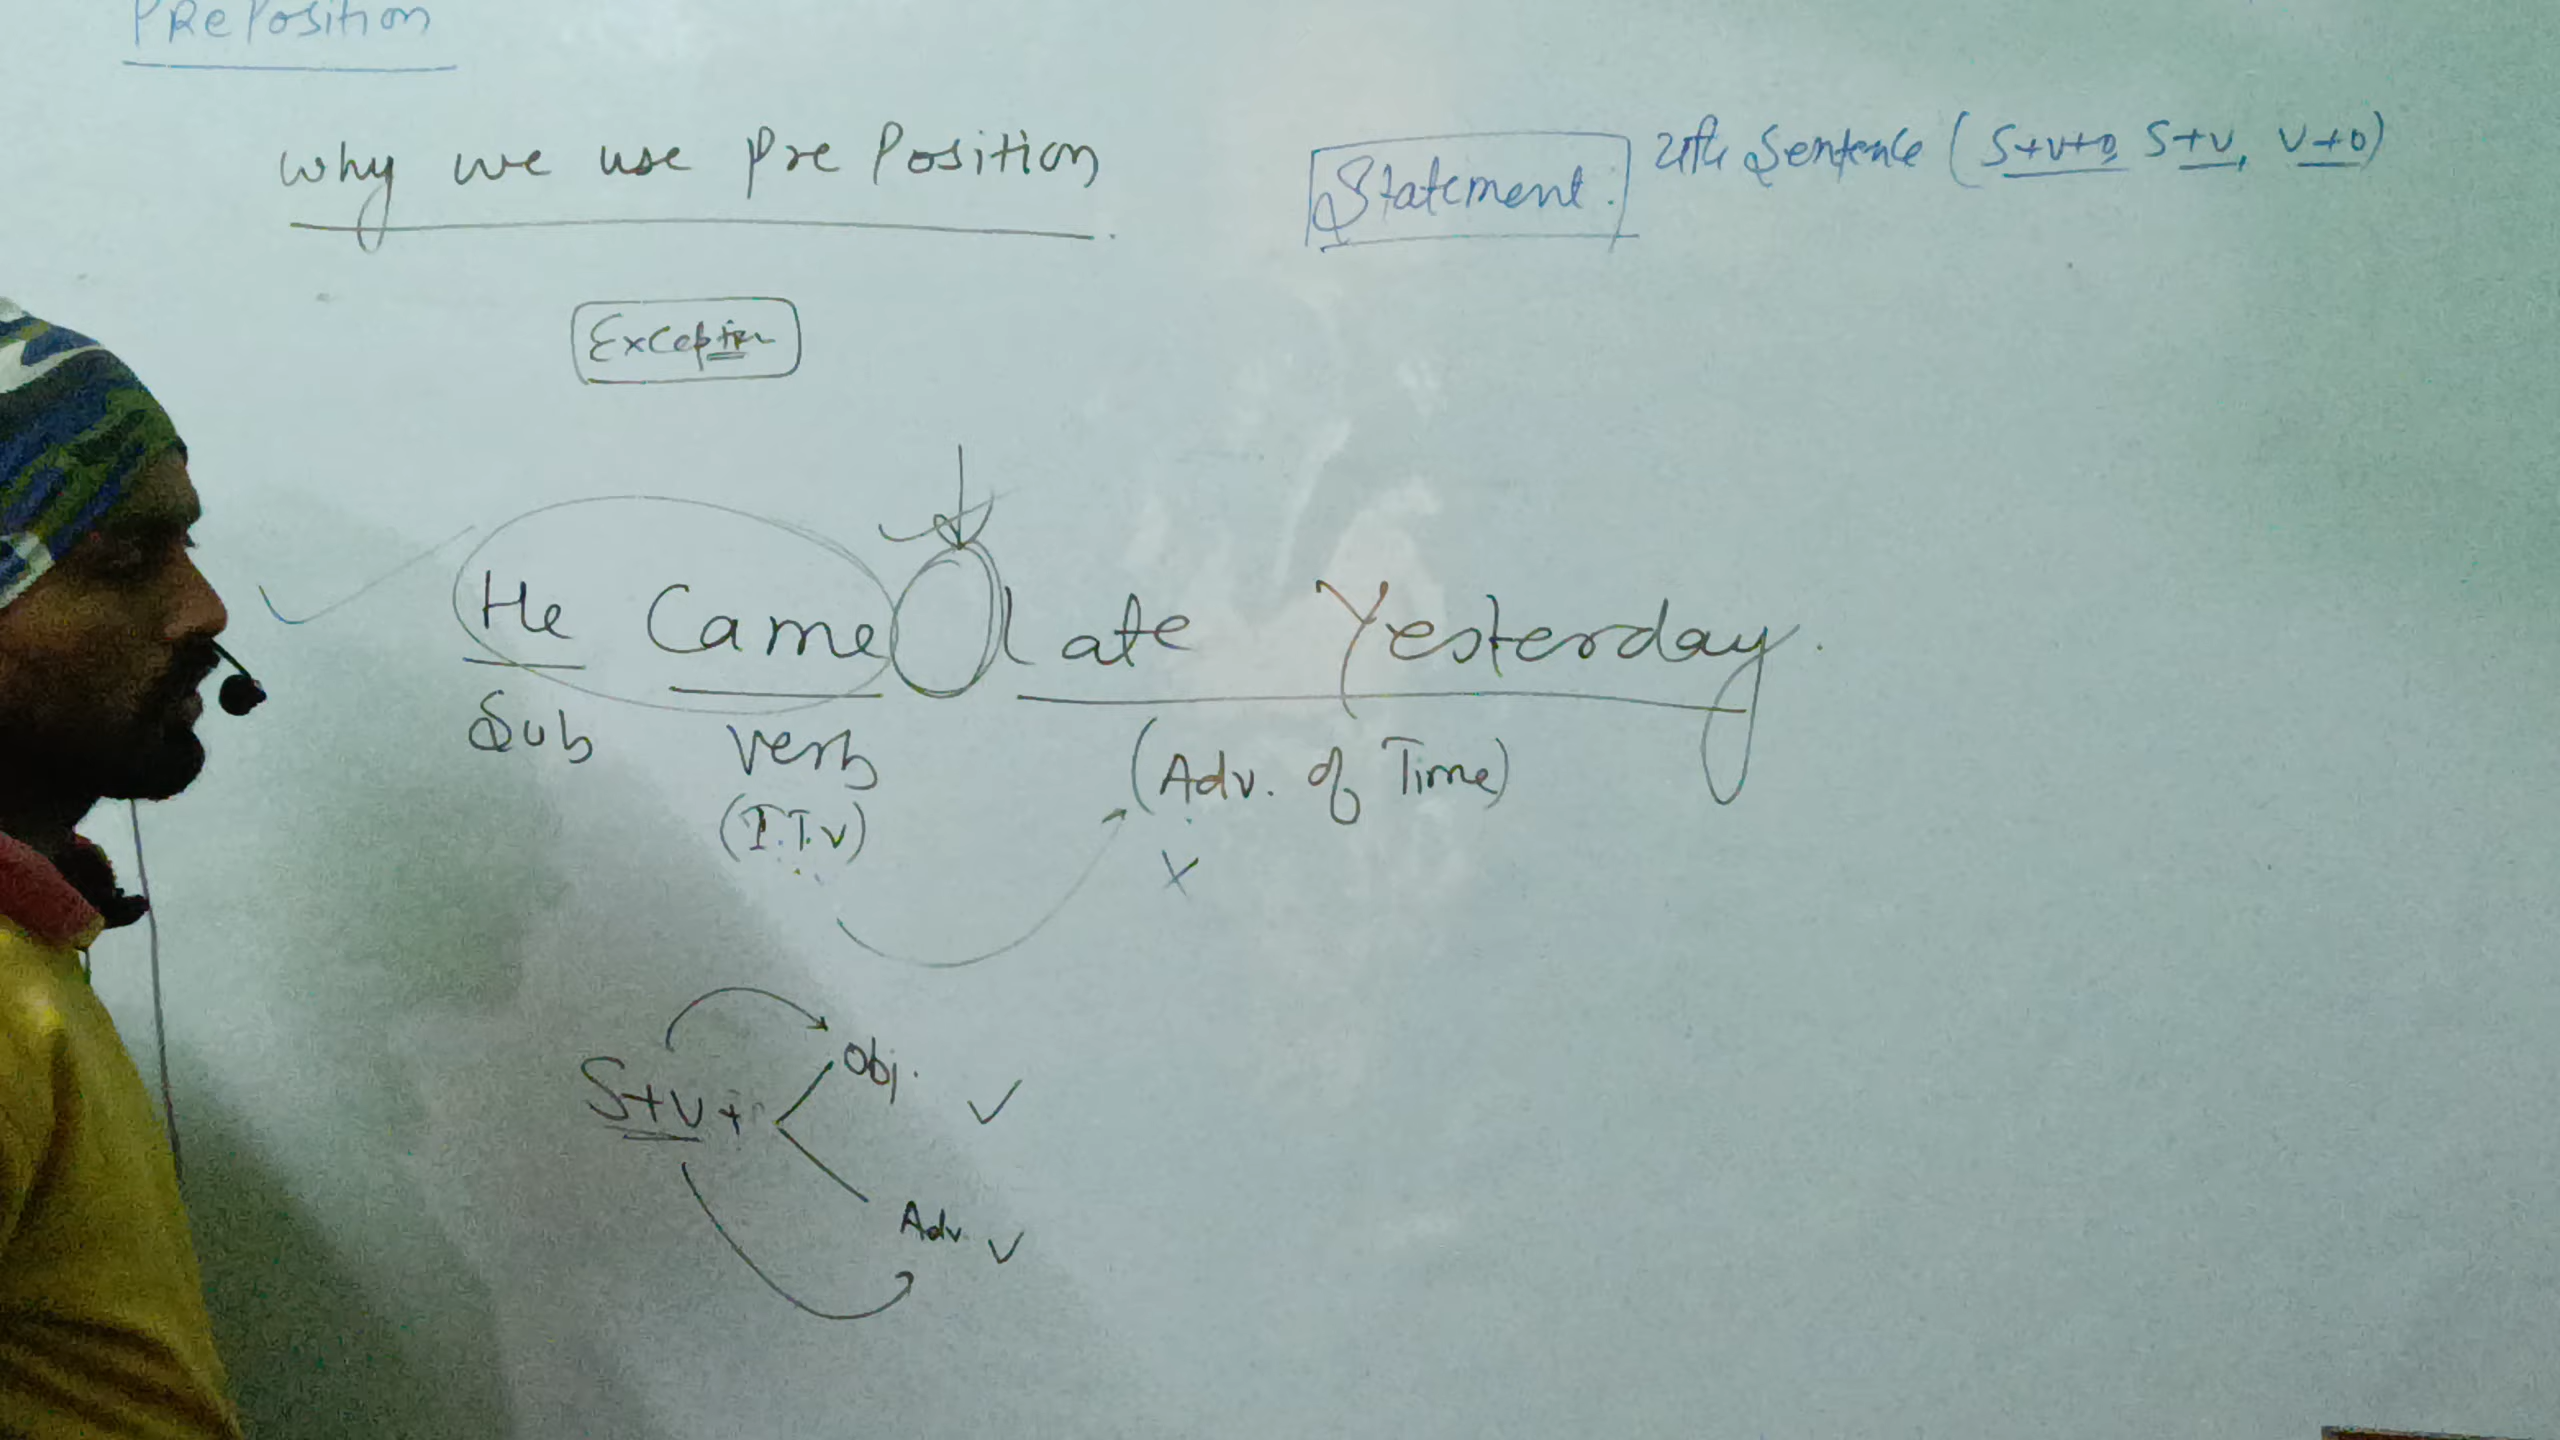 PRePosition
why we use Pre Position
Statement: यदि Sentence (S+V+O, S+V, V+O)
Exception
He Came Late Yesterday.
Sub Verb (Adv. of Time)
(I.T.V)
X
Obj.
S+V+
Adv